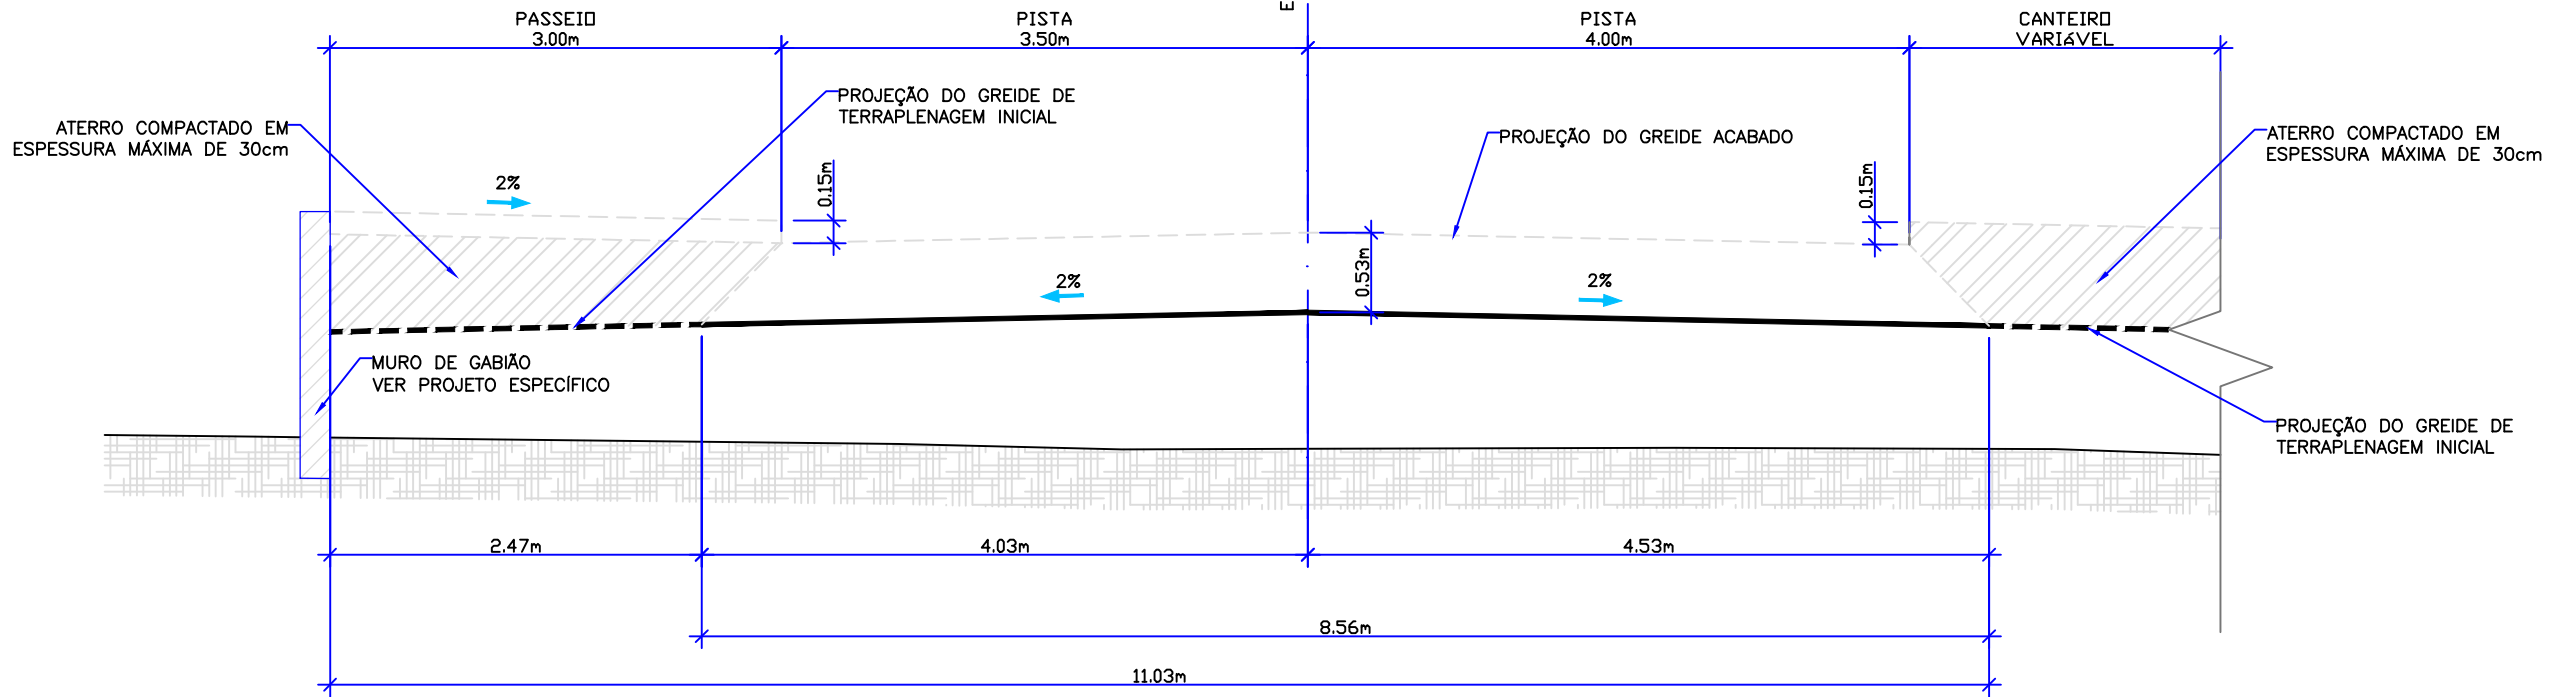 PASSEIO
3.00m
PISTA
3.50m
E
PISTA
4.00m
CANTEIRO
VARIÁVEL
PROJEÇÃO DO GREIDE DE
TERRAPLENAGEM INICIAL
ATERRO COMPACTADO EM
ESPESSURA MÁXIMA DE 30cm
PROJEÇÃO DO GREIDE ACABADO
ATERRO COMPACTADO EM
ESPESSURA MÁXIMA DE 30cm
2%
0.15m
0.15m
2%
0.53m
2%
MURO DE GABIÃO
VER PROJETO ESPECÍFICO
PROJEÇÃO DO GREIDE DE
TERRAPLENAGEM INICIAL
2.47m
4.03m
4.53m
8.56m
11.03m